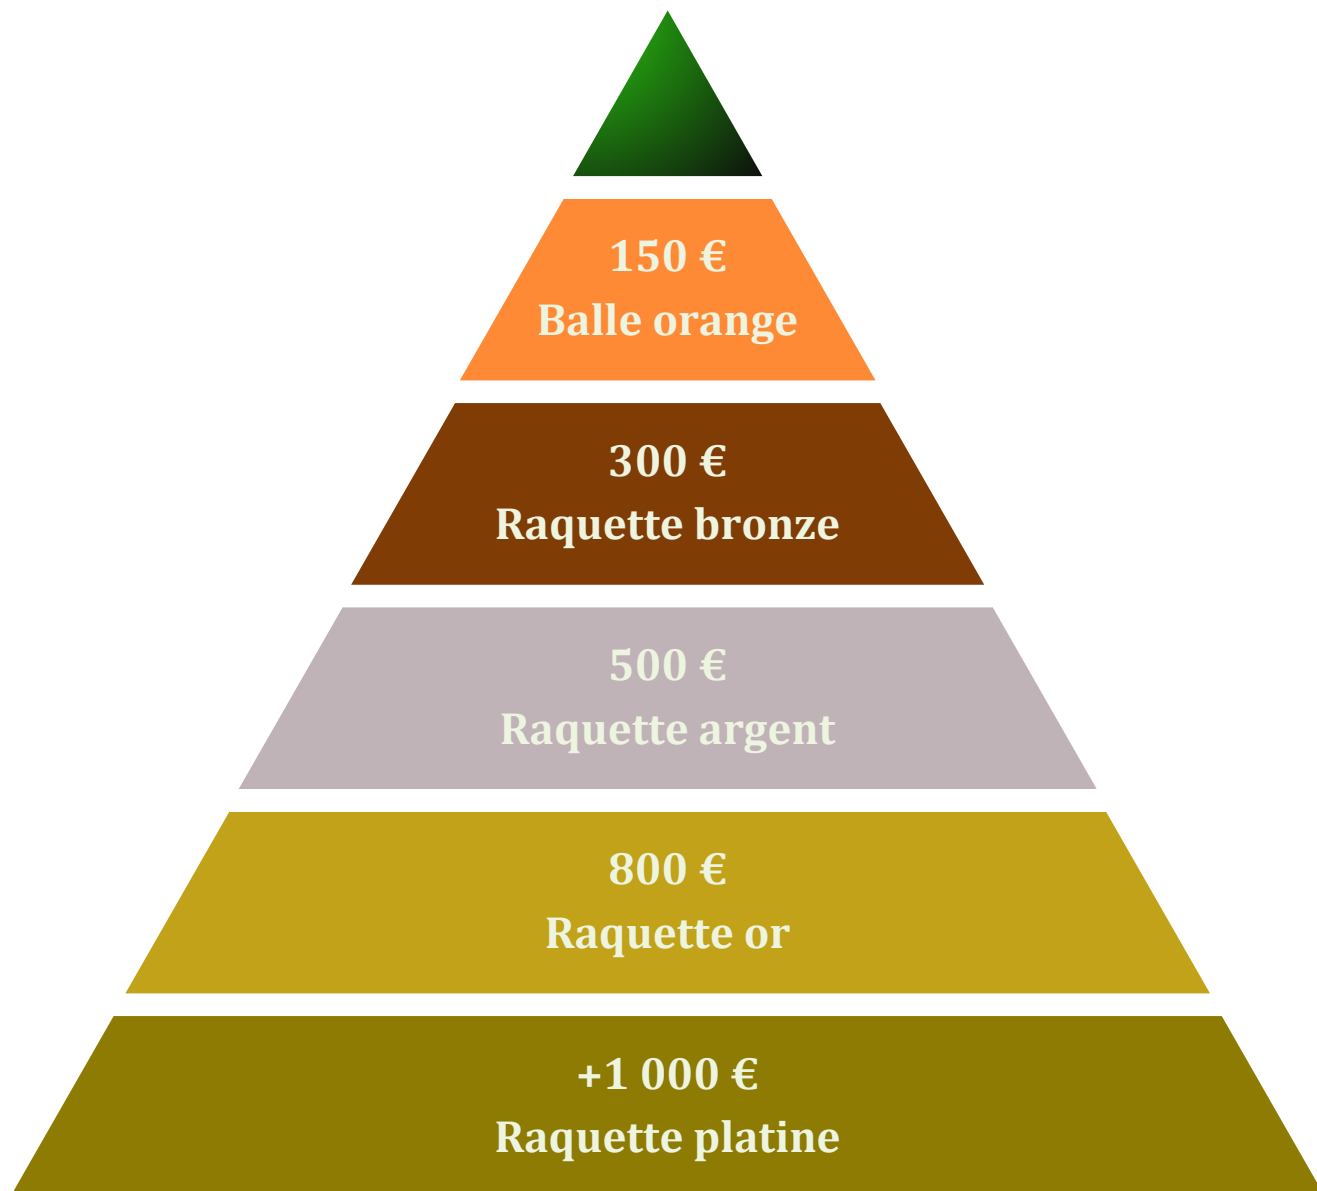 150 €
Balle orange
300 €
Raquette bronze
500 €
Raquette argent
800 €
Raquette or
+1 000 €
Raquette platine